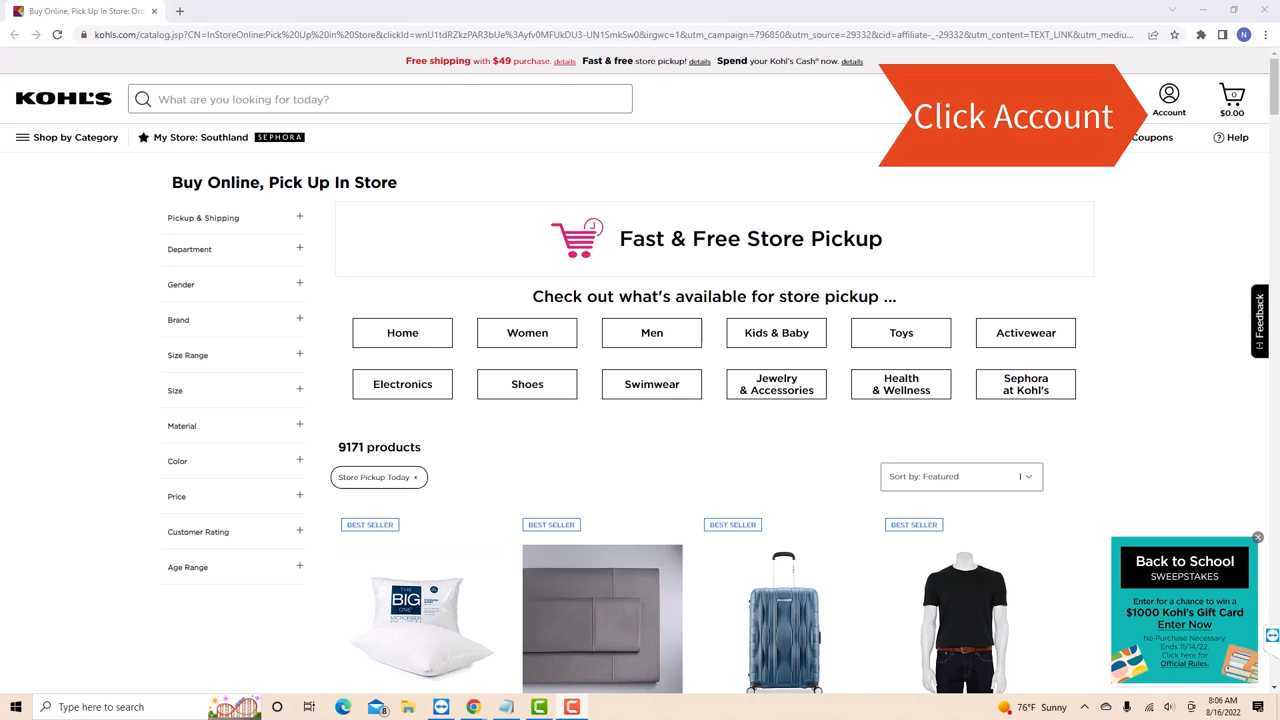 Buy Online, Pick Up In Store: Ord
kohls.com/catalog.jsp?CN=InStoreOnline:Pick%20Up%20in%20Store&clickId=wnU1tdRZkzPAR3bUe%3Ayfv0MFUkDU3-UN1SmkSw0&irgwc=1&utm_campaign=796850&utm_source=29332&cid=affiliate-_-29332&utm_content=TEXT_LINK&utm_mediu...
N
Free shipping with $49 purchase. details Fast & free store pickup! details Spend your Kohl's Cash® now. details
KOHL'S
What are you looking for today?
Click Account
Account
0
$0.00
Shop by Category
My Store: Southland
SEPHORA
Coupons
Help
Buy Online, Pick Up In Store
Pickup & Shipping
Department
Gender
Brand
Size Range
Size
Material
Color
Price
Customer Rating
Age Range
Fast & Free Store Pickup
Check out what's available for store pickup ...
Home
Women
Men
Kids & Baby
Toys
Activewear
Electronics
Shoes
Swimwear
Jewelry
& Accessories
Health
& Wellness
Sephora
at Kohl's
9171 products
Store Pickup Today ×
Sort by: Featured
BEST SELLER
BEST SELLER
BEST SELLER
BEST SELLER
THE
BIG
ONE
Feedback
Back to School
SWEEPSTAKES
Enter for a chance to win a
$1000 Kohl's Gift Card
Enter Now
No Purchase Necessary.
Ends 11/14/22.
Click here for
Official Rules.
Type here to search
8
76°F Sunny
8:06 AM
8/16/2022